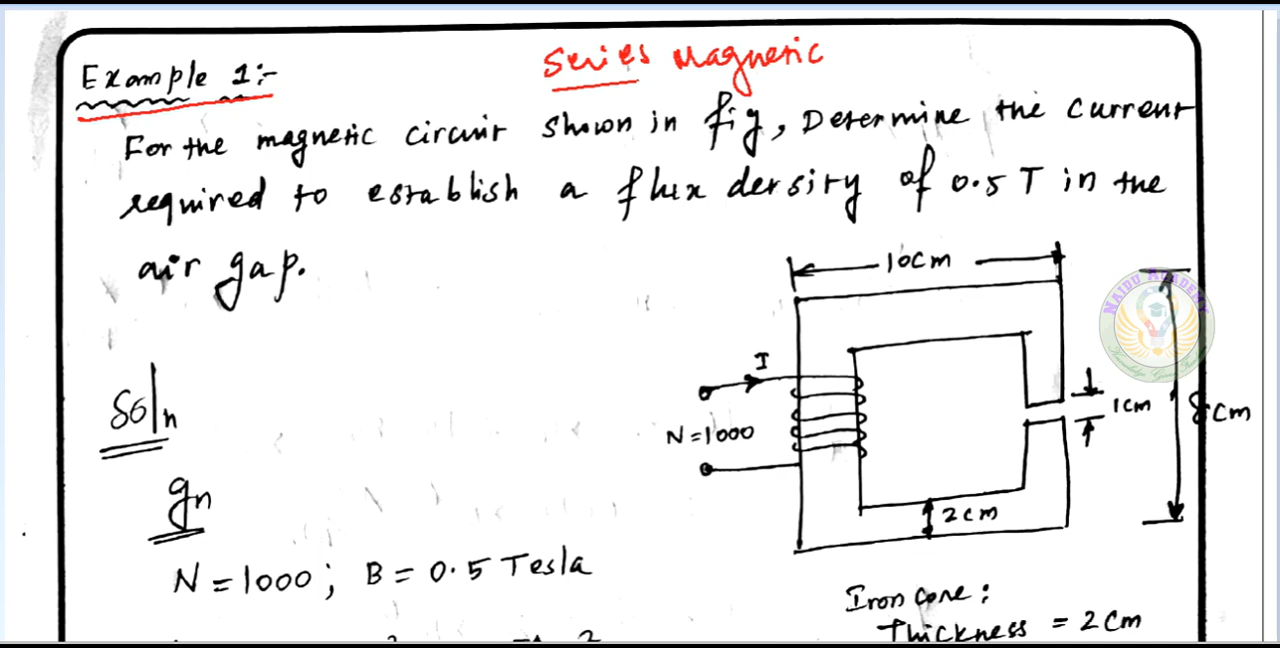 Series Magnetic
Example 1:-
For the magnetic circuit shown in fig, Determine the current
required to establish a flux density of 0.5 T in the
air gap.
10cm
NAIDU ACADEMY
I
1cm
8cm
N=1000
2cm
Soln
gn
N = 1000 ; B = 0.5 Tesla
Iron core :
Thickness = 2cm